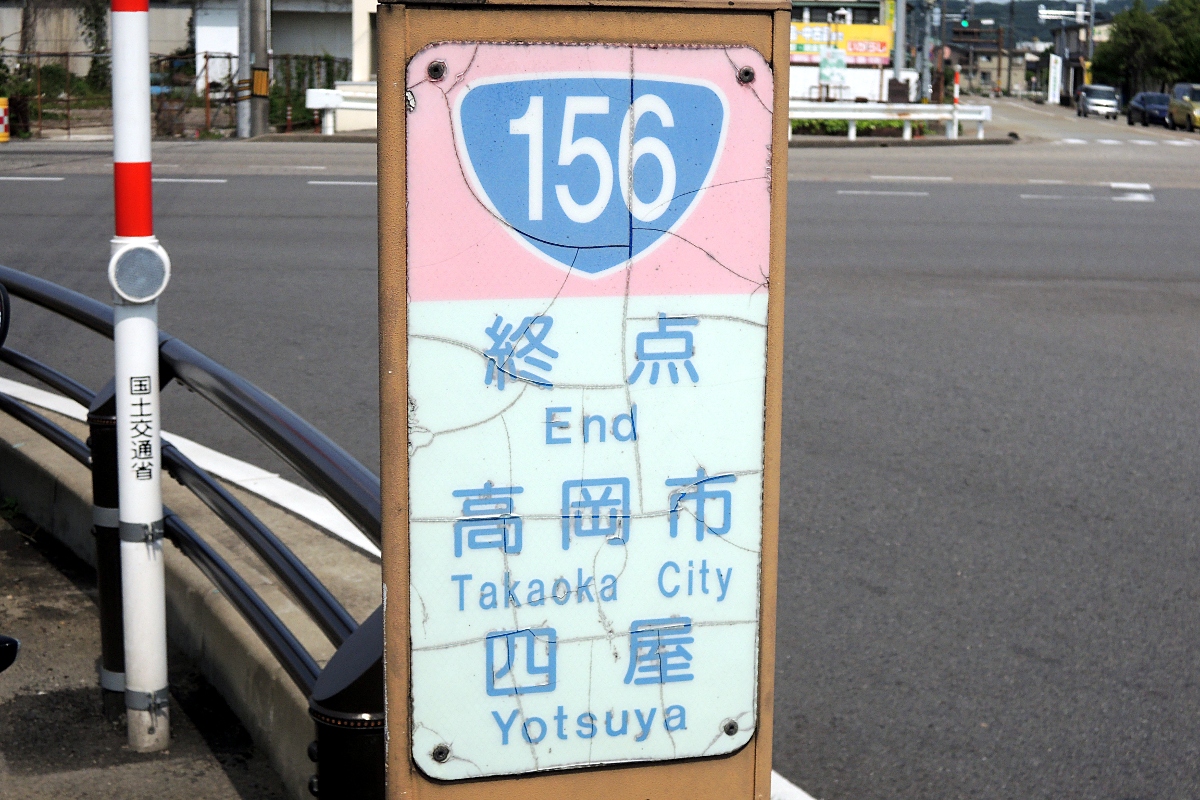 156
終点
End
高岡市
Takaoka City
四屋
Yotsuya
国土交通省